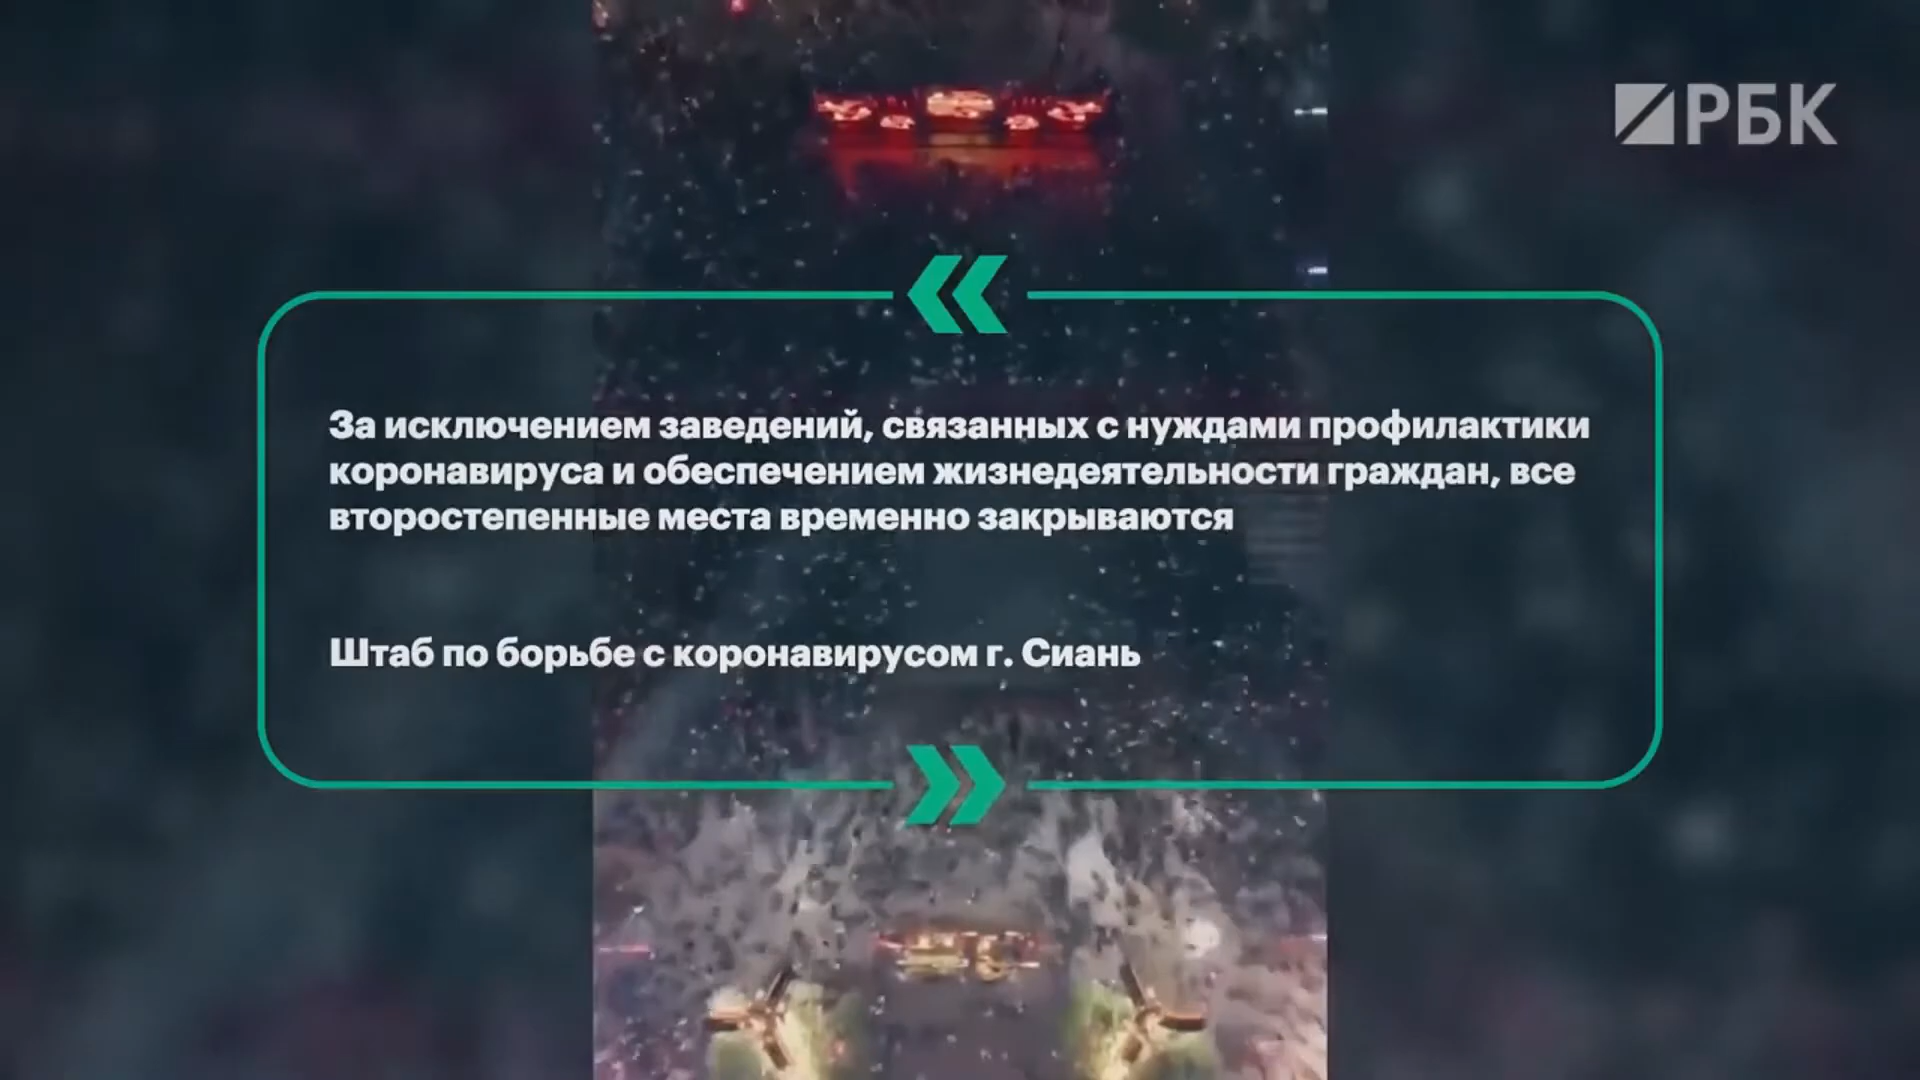 РБК
За исключением заведений, связанных с нуждами профилактики
коронавируса и обеспечением жизнедеятельности граждан, все
второстепенные места временно закрываются
Штаб по борьбе с коронавирусом г. Сиань